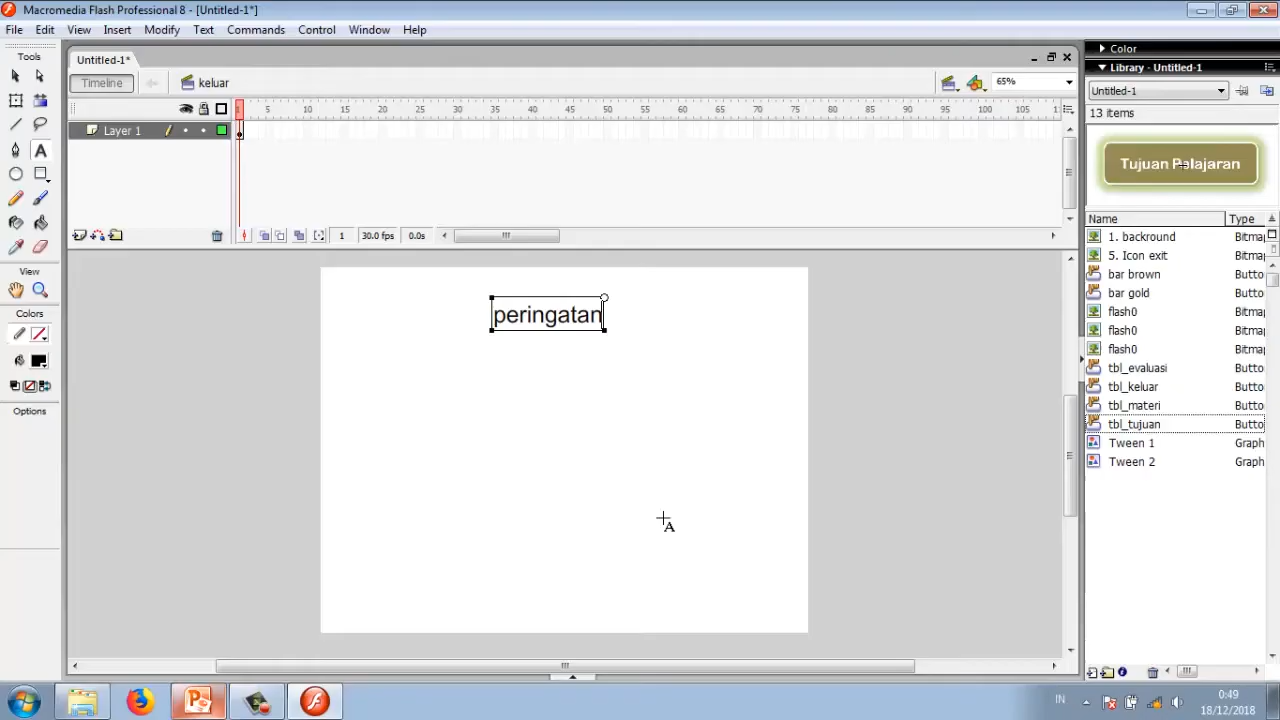 Macromedia Flash Professional 8 - [Untitled-1*]
File Edit View Insert Modify Text Commands Control Window Help
Tools
View
Colors
Options
Untitled-1*
Timeline
keluar
65%
5 10 15 20 25 30 35 40 45 50 55 60 65 70 75 80 85 90 95 100 105
Layer 1
1 30.0 fps 0.0s
peringatan
A
Color
Library - Untitled-1
Untitled-1
13 items
Tujuan Pelajaran
Name Type
1. backround Bitmap
5. Icon exit Bitmap
bar brown Butto
bar gold Butto
flash0 Bitmap
flash0 Bitmap
flash0 Bitmap
tbl_evaluasi Butto
tbl_keluar Butto
tbl_materi Butto
tbl_tujuan Butto
Tween 1 Graph
Tween 2 Graph
IN
0:49
18/12/2018